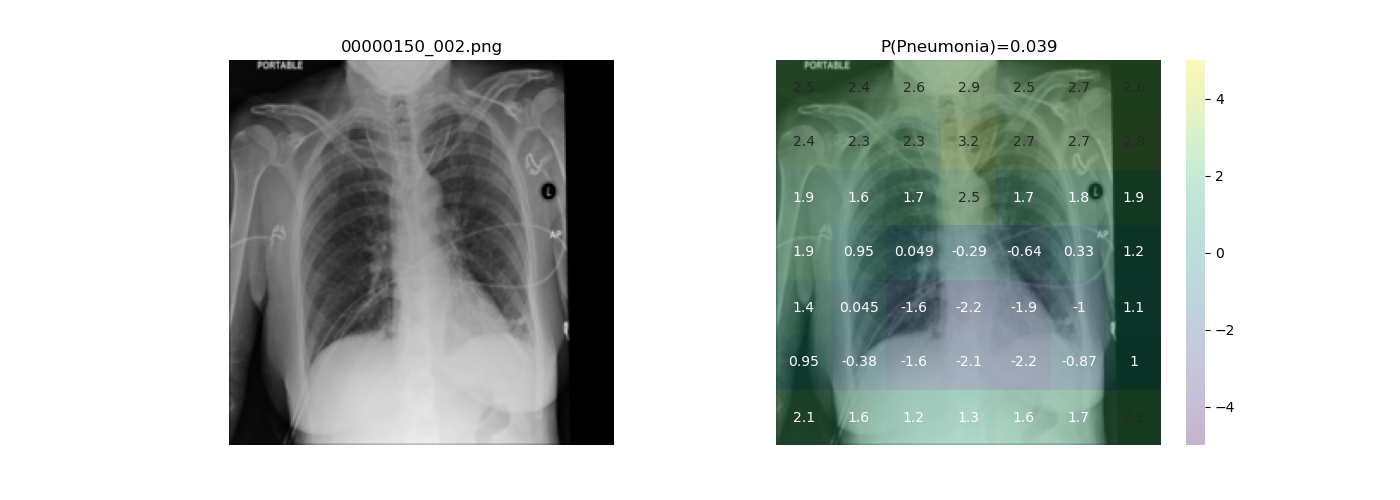 00000150_002.png
P(Pneumonia)=0.039
PORTABLE
L
AP
PORTABLE
2.5 2.4 2.6 2.9 2.5 2.7 2.6
2.4 2.3 2.3 3.2 2.7 2.7 2.8
1.9 1.6 1.7 2.5 1.7 1.8 L 1.9
AP
1.9 0.95 0.049 -0.29 -0.64 0.33 1.2
1.4 0.045 -1.6 -2.2 -1.9 -1 1.1
0.95 -0.38 -1.6 -2.1 -2.2 -0.87 1
2.1 1.6 1.2 1.3 1.6 1.7 2.2
4
2
0
−2
−4